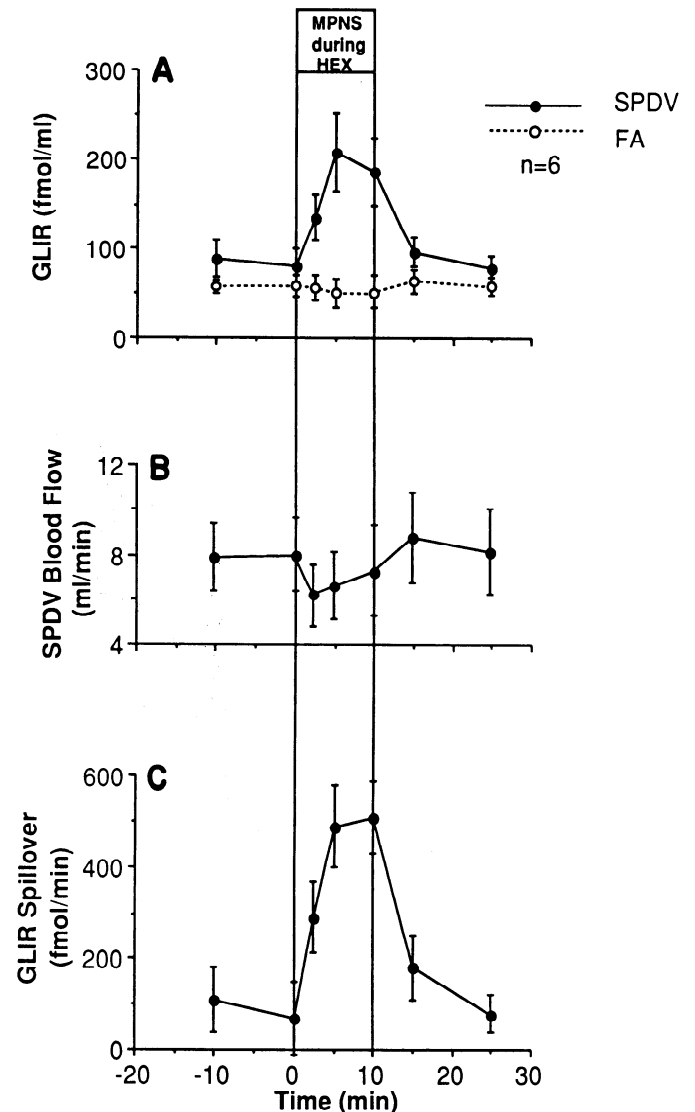 MPNS
during
HEX
A
300
200
100
0
GLIR (fmol/ml)
SPDV
FA
n=6
B
12
8
4
SPDV Blood Flow
(ml/min)
C
600
400
200
0
GLIR Spillover
(fmol/min)
-20 -10 0 10 20 30
Time (min)